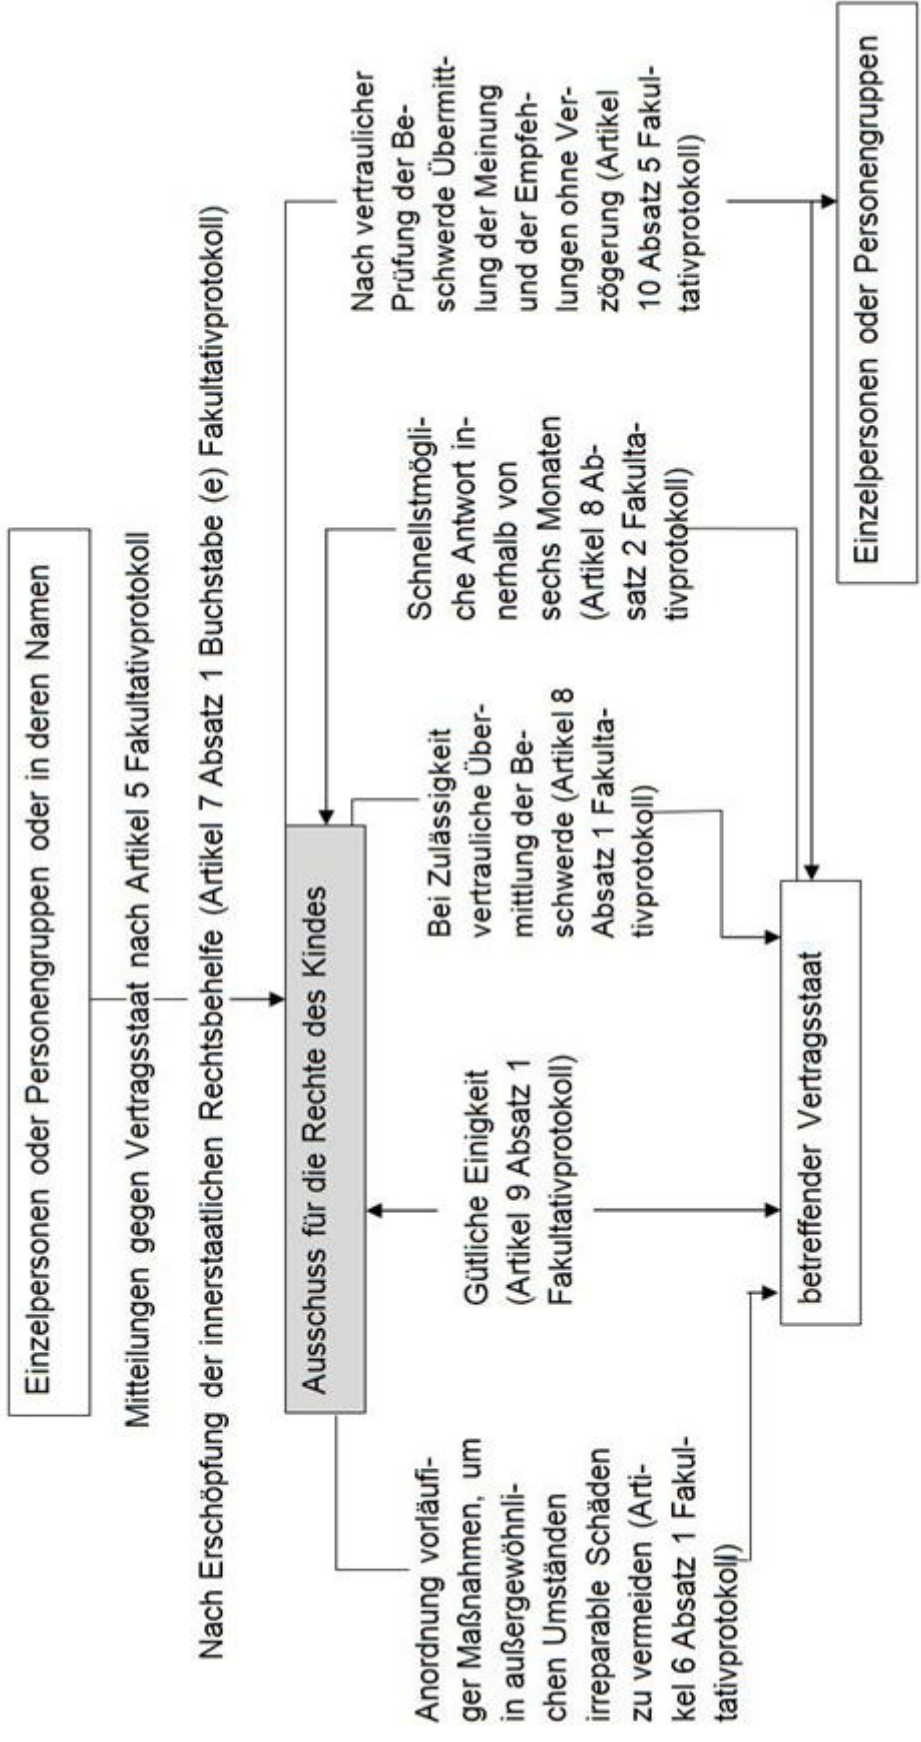 Einzelpersonen oder Personengruppen oder in deren Namen
Mitteilungen gegen Vertragsstaat nach Artikel 5 Fakultativprotokoll
Nach Erschöpfung der innerstaatlichen Rechtsbehelfe (Artikel 7 Absatz 1 Buchstabe (e) Fakultativprotokoll)
Ausschuss für die Rechte des Kindes
Anordnung vorläufi-
ger Maßnahmen, um
in außergewöhnli-
chen Umständen
irreparable Schäden
zu vermeiden (Arti-
kel 6 Absatz 1 Fakul-
tativprotokoll)
Gütliche Einigkeit
(Artikel 9 Absatz 1
Fakultativprotokoll)
Bei Zulässigkeit
vertrauliche Über-
mittlung der Be-
schwerde (Artikel 8
Absatz 1 Fakulta-
tivprotokoll)
Schnellstmögli-
che Antwort in-
nerhalb von
sechs Monaten
(Artikel 8 Ab-
satz 2 Fakulta-
tivprotokoll)
Nach vertraulicher
Prüfung der Be-
schwerde Übermitt-
lung der Meinung
und der Empfeh-
lungen ohne Ver-
zögerung (Artikel
10 Absatz 5 Fakul-
tativprotokoll)
betreffender Vertragsstaat
Einzelpersonen oder Personengruppen